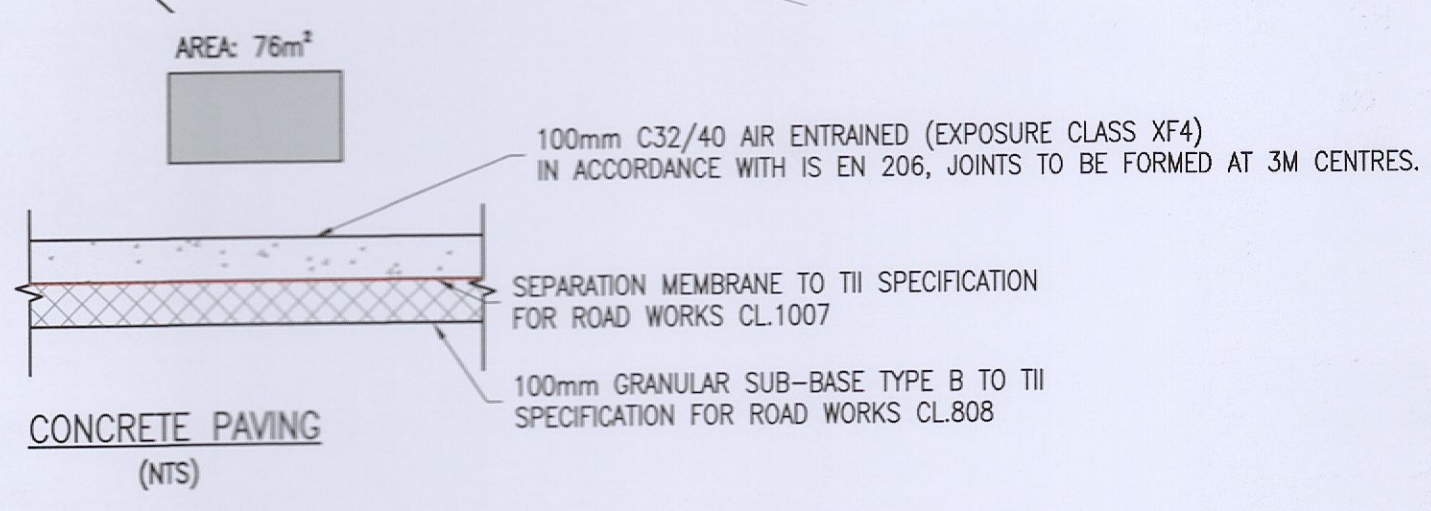 AREA: 76m²
100mm C32/40 AIR ENTRAINED (EXPOSURE CLASS XF4)
IN ACCORDANCE WITH IS EN 206, JOINTS TO BE FORMED AT 3M CENTRES.
SEPARATION MEMBRANE TO TII SPECIFICATION
FOR ROAD WORKS CL.1007
100mm GRANULAR SUB-BASE TYPE B TO TII
SPECIFICATION FOR ROAD WORKS CL.808
CONCRETE PAVING
(NTS)